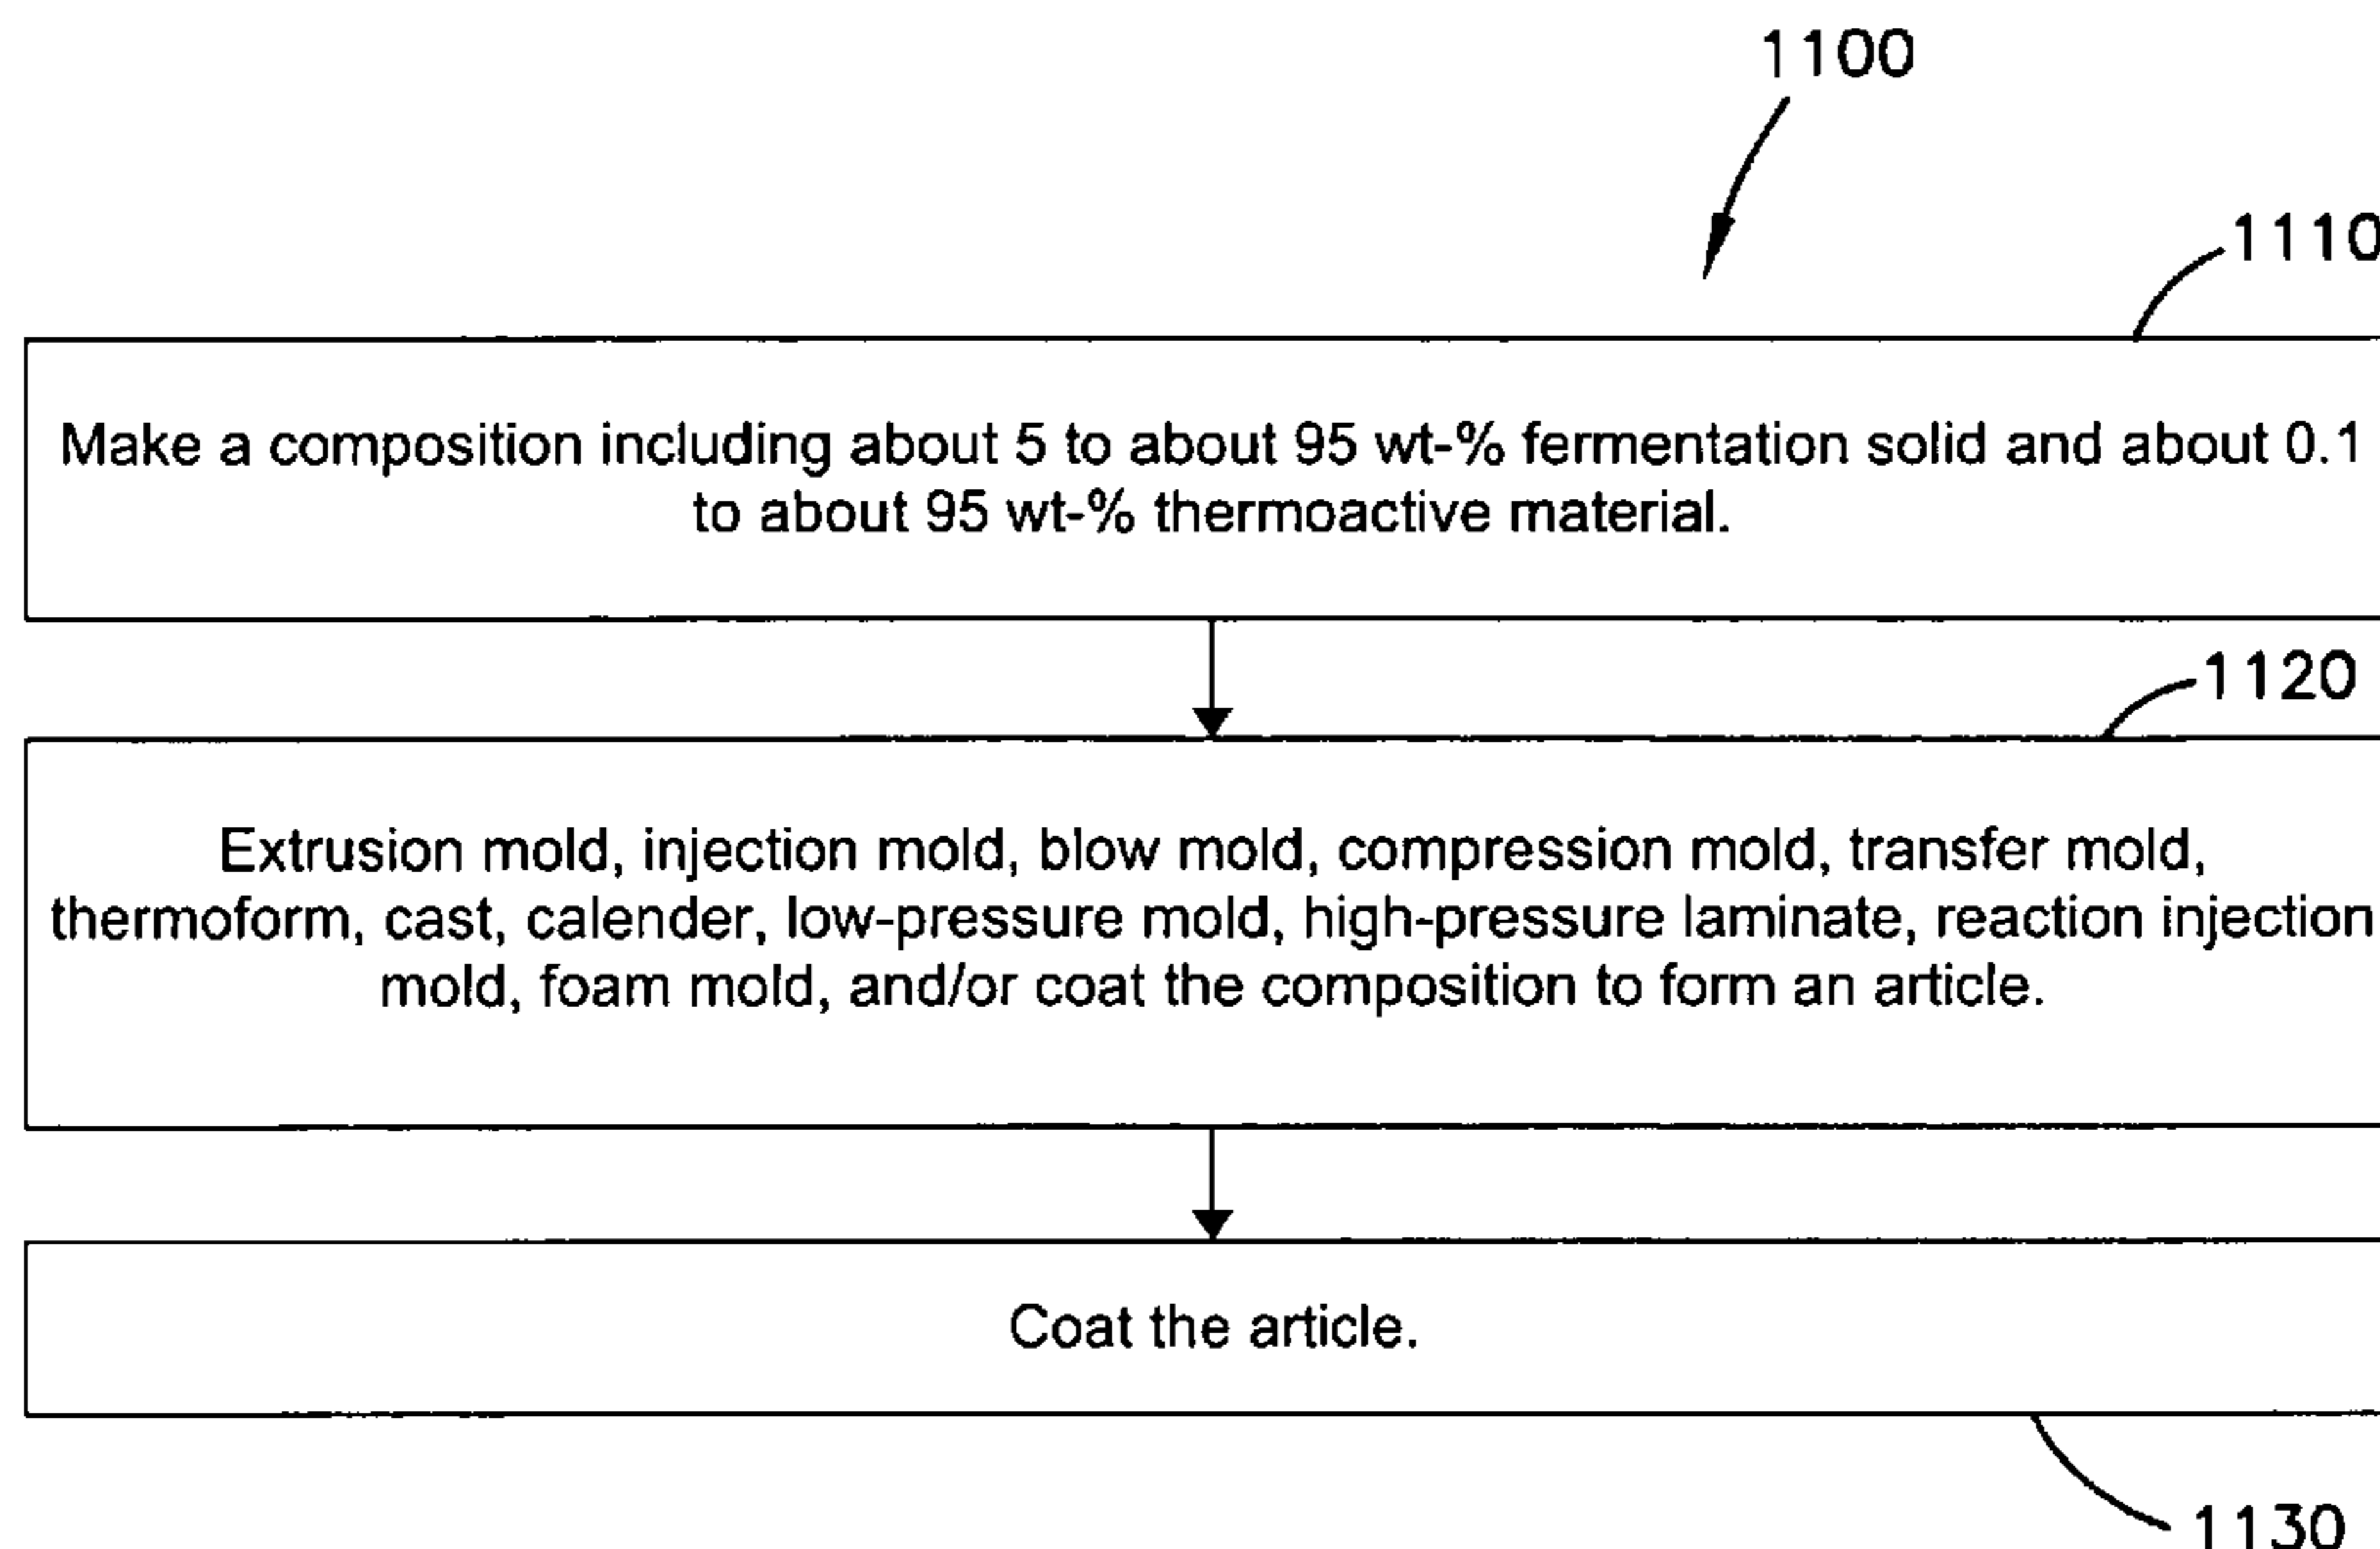 1100
1110
Make a composition including about 5 to about 95 wt-% fermentation solid and about 0.1
to about 95 wt-% thermoactive material.
1120
Extrusion mold, injection mold, blow mold, compression mold, transfer mold,
thermoform, cast, calender, low-pressure mold, high-pressure laminate, reaction injection
mold, foam mold, and/or coat the composition to form an article.
Coat the article.
1130